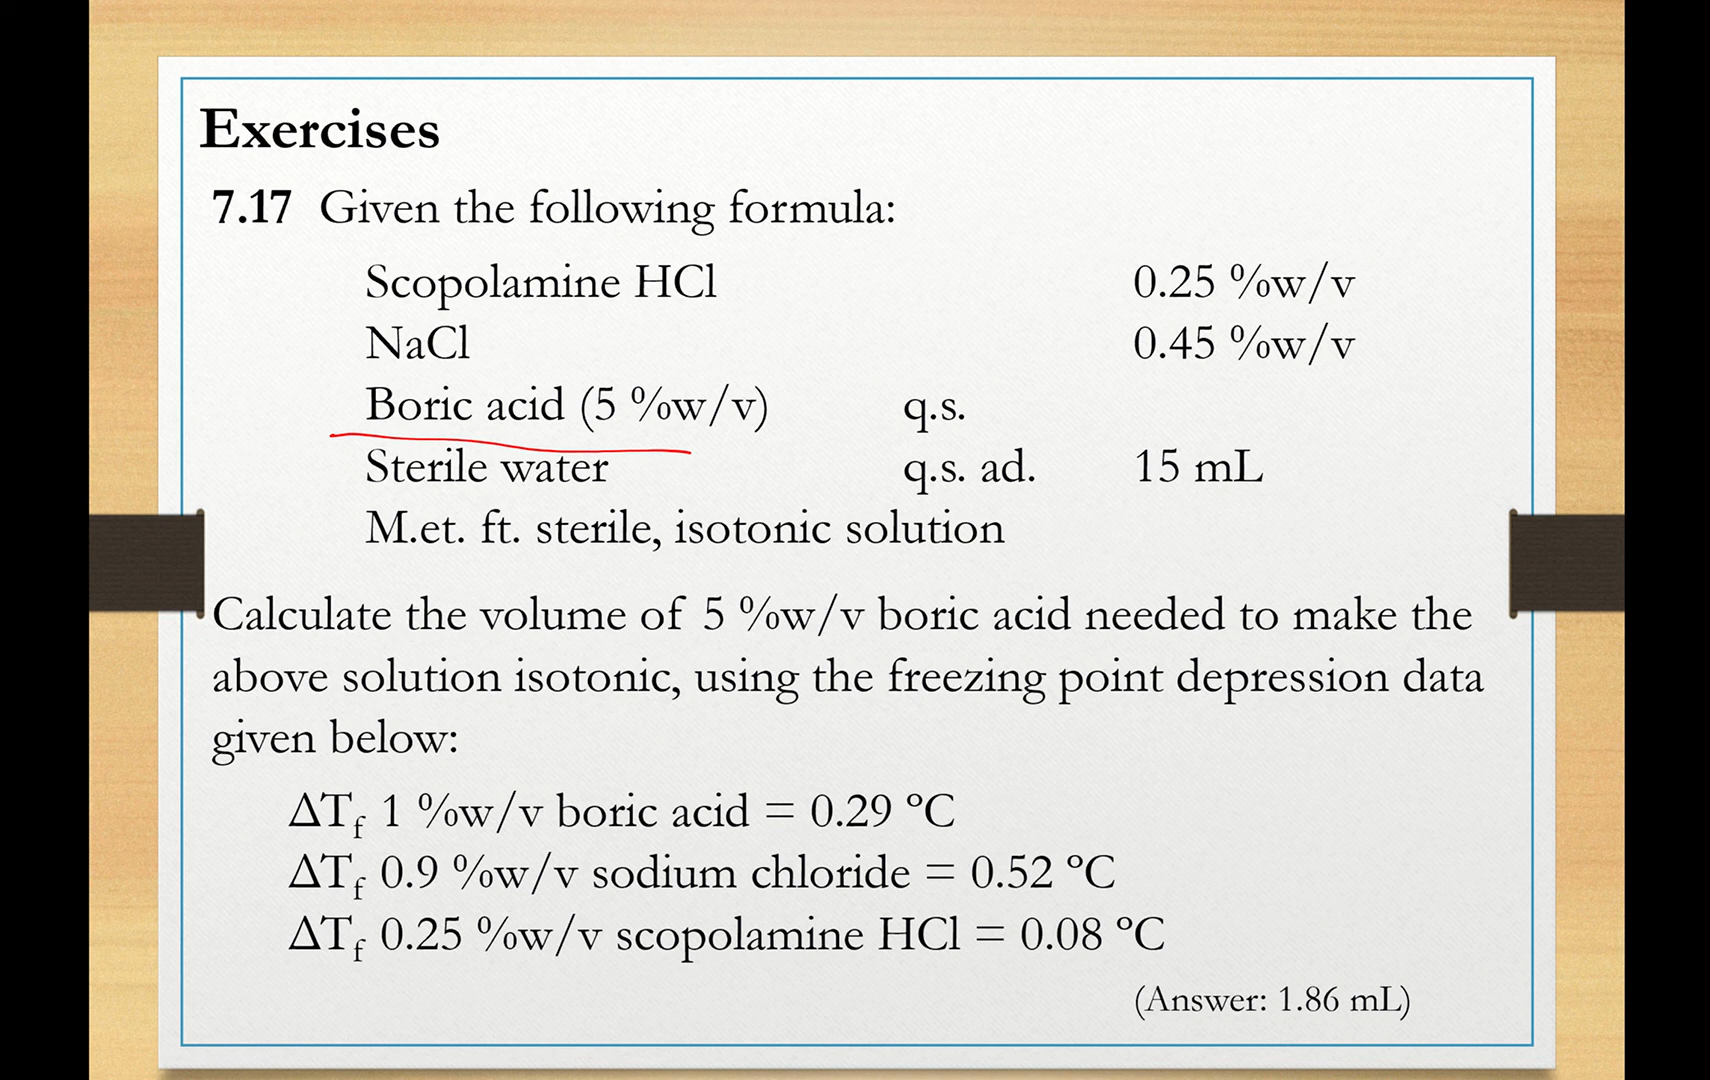 Exercises
7.17 Given the following formula:
Scopolamine HCl 0.25 %w/v
NaCl 0.45 %w/v
Boric acid (5 %w/v) q.s.
Sterile water q.s. ad. 15 mL
M.et. ft. sterile, isotonic solution
Calculate the volume of 5 %w/v boric acid needed to make the
above solution isotonic, using the freezing point depression data
given below:
ΔTf 1 %w/v boric acid = 0.29 ºC
ΔTf 0.9 %w/v sodium chloride = 0.52 ºC
ΔTf 0.25 %w/v scopolamine HCl = 0.08 ºC
(Answer: 1.86 mL)